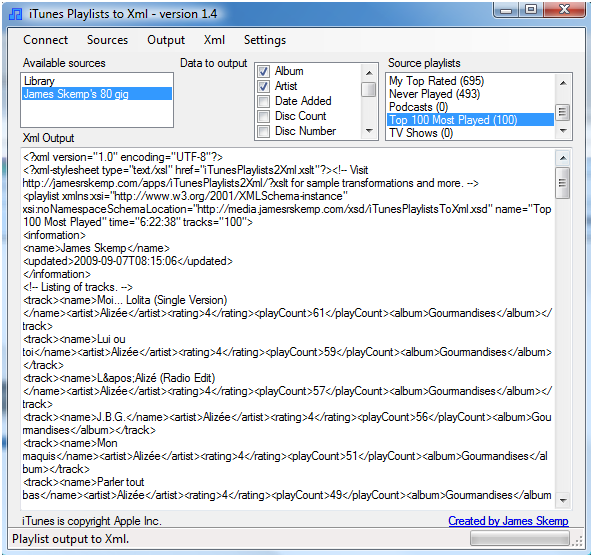 iTunes Playlists to Xml - version 1.4
Connect Sources Output Xml Settings
Available sources
Library
James Skemp's 80 gig
Data to output
Album
Artist
Date Added
Disc Count
Disc Number
Source playlists
My Top Rated (695)
Never Played (493)
Podcasts (0)
Top 100 Most Played (100)
TV Shows (0)
Xml Output
<?xml version="1.0" encoding="UTF-8"?>
<?xml-stylesheet type="text/xsl" href="iTunesPlaylists2Xml.xslt"?><!-- Visit
http://jamesrskemp.com/apps/iTunesPlaylists2Xml/?xslt for sample transformations and more. -->
<playlist xmlns:xsi="http://www.w3.org/2001/XMLSchema-instance"
xsi:noNamespaceSchemaLocation="http://media.jamesrskemp.com/xsd/iTunesPlaylistsToXml.xsd" name="Top
100 Most Played" time="6:22:38" tracks="100">
<information>
<name>James Skemp</name>
<updated>2009-09-07T08:15:06</updated>
</information>
<!-- Listing of tracks. -->
<track><name>Moi... Lolita (Single Version)
</name><artist>Alizée</artist><rating>4</rating><playCount>61</playCount><album>Gourmandises</album></
track>
<track><name>Lui ou
toi</name><artist>Alizée</artist><rating>4</rating><playCount>59</playCount><album>Gourmandises</album>
</track>
<track><name>L&apos;Alizé (Radio Edit)
</name><artist>Alizée</artist><rating>4</rating><playCount>57</playCount><album>Gourmandises</album></
track>
<track><name>J.B.G.</name><artist>Alizée</artist><rating>4</rating><playCount>56</playCount><album>Gou
rmandises</album></track>
<track><name>Mon
maquis</name><artist>Alizée</artist><rating>4</rating><playCount>51</playCount><album>Gourmandises</al
bum></track>
<track><name>Parler tout
bas</name><artist>Alizée</artist><rating>4</rating><playCount>49</playCount><album>Gourmandises</album
iTunes is copyright Apple Inc.
Created by James Skemp
Playlist output to Xml.